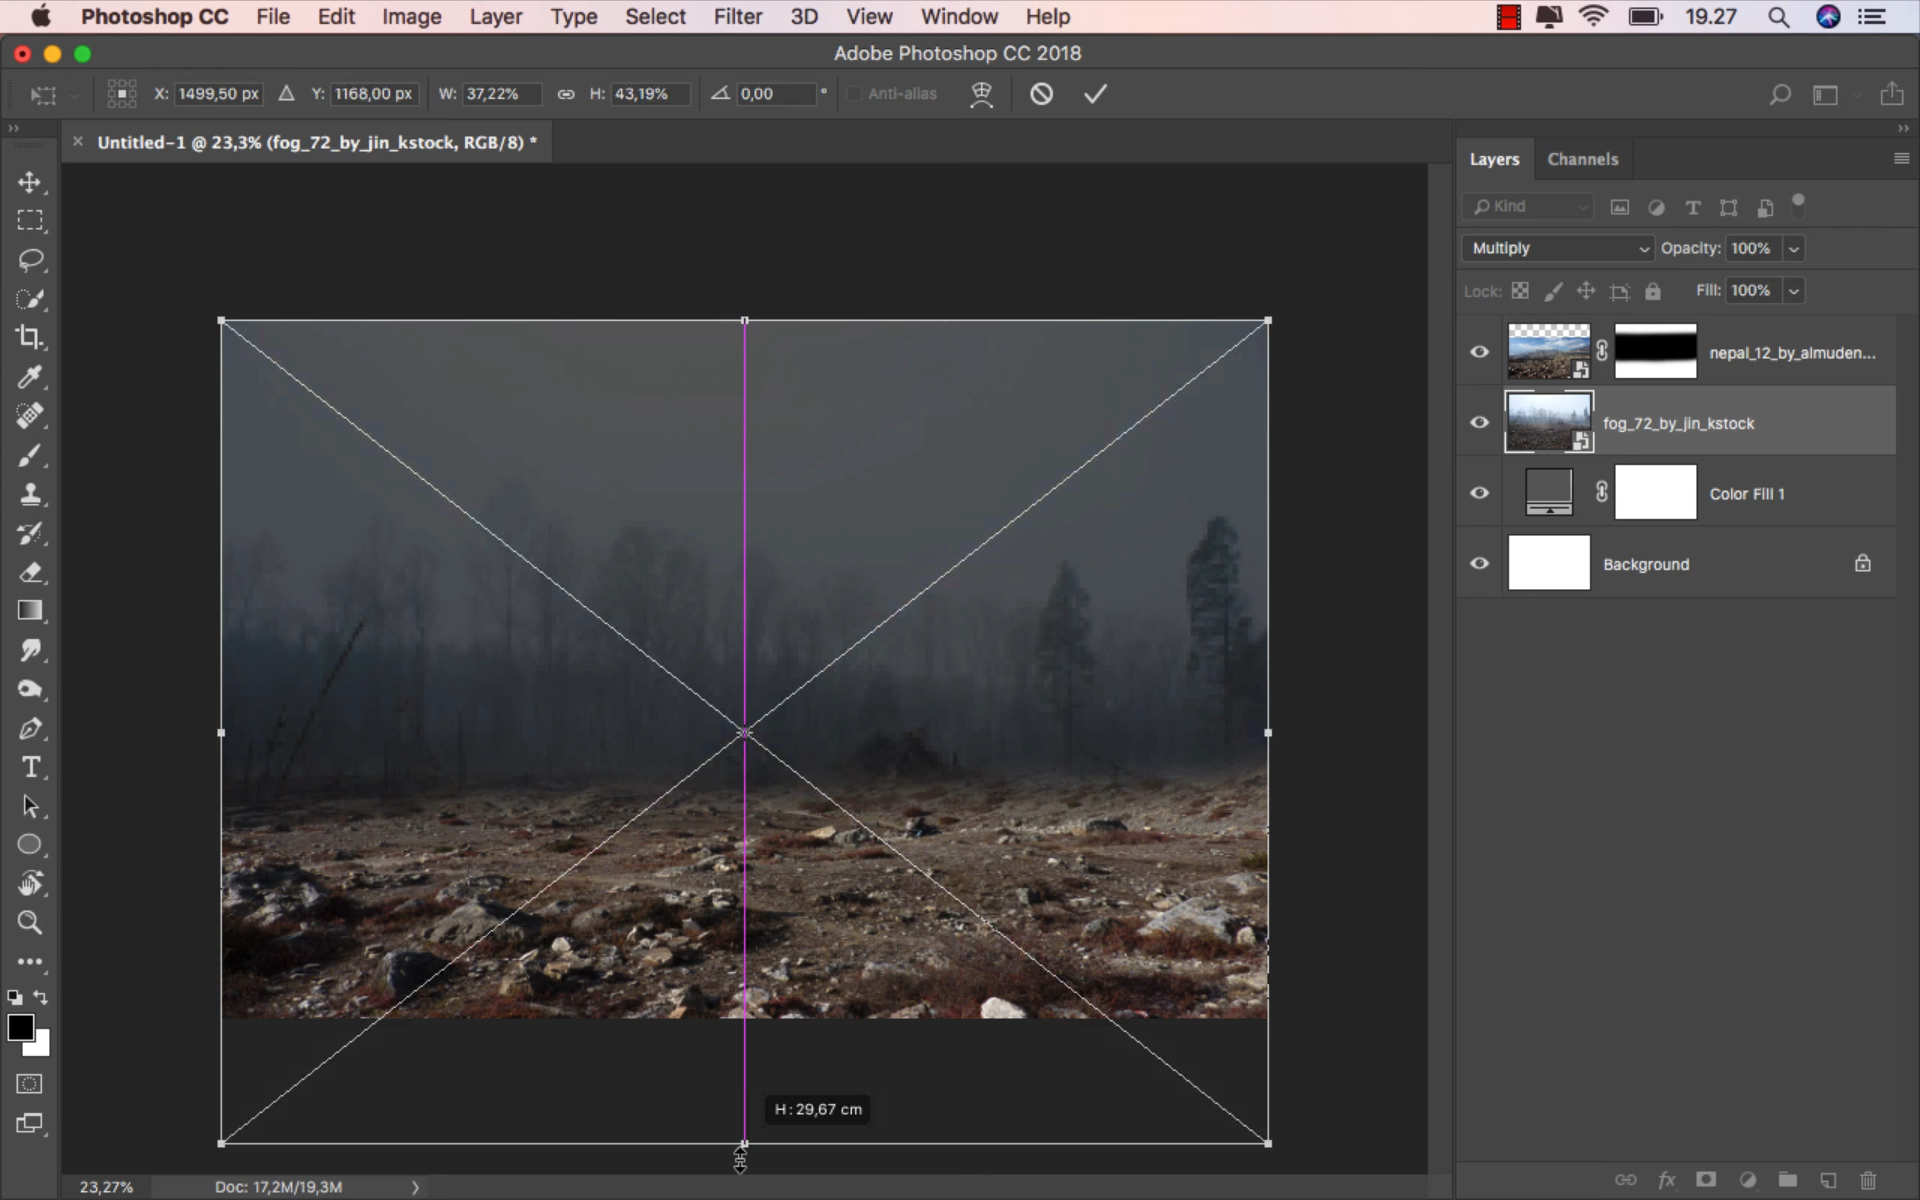 Photoshop CC File Edit Image Layer Type Select Filter 3D View Window Help 19.27
Adobe Photoshop CC 2018
X: 1499,50 px Y: 1168,00 px W: 37,22% H: 43,19% 0,00 ° Anti-alias
Untitled-1 @ 23,3% (fog_72_by_jin_kstock, RGB/8) *
Layers Channels
Kind
Multiply Opacity: 100%
Lock: Fill: 100%
nepal_12_by_almuden...
fog_72_by_jin_kstock
Color Fill 1
Background
H: 29,67 cm
23,27% Doc: 17,2M/19,3M